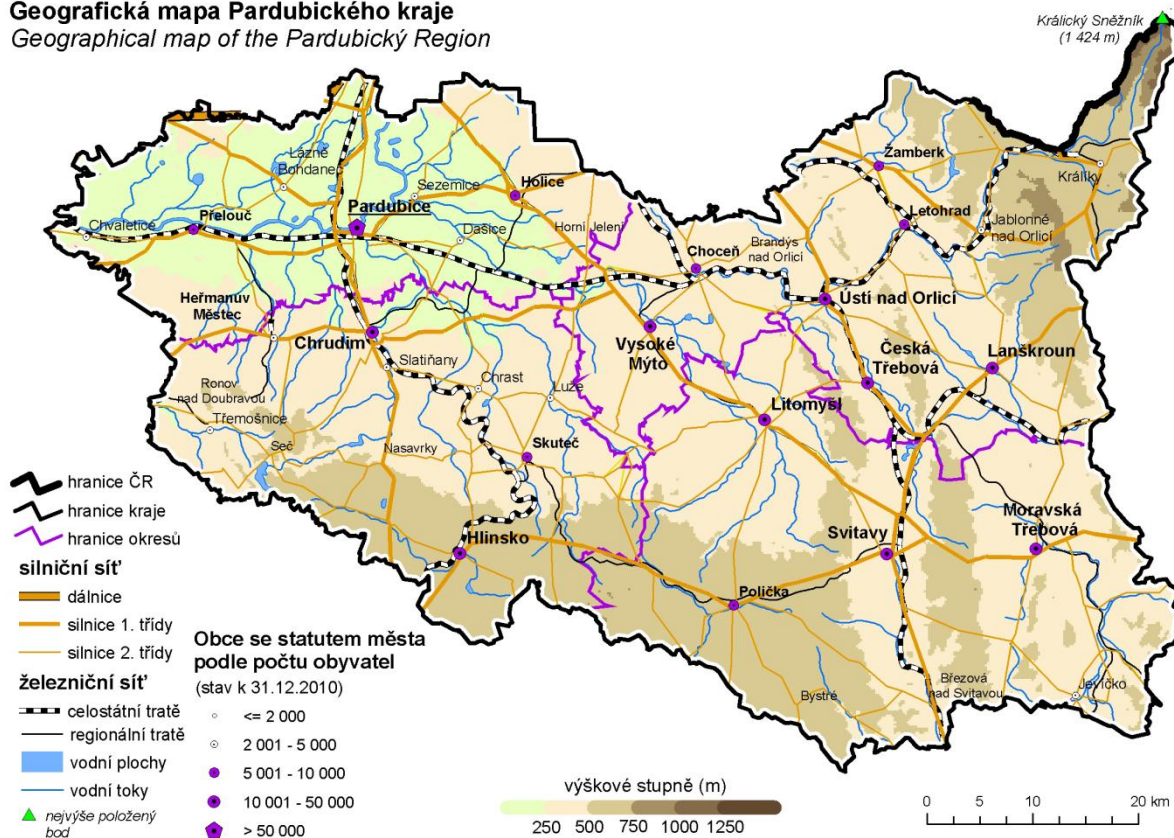 Geografická mapa Pardubického kraje
Geographical map of the Pardubický Region
Králický Sněžník
(1 424 m)
Lázně
Bohdaneč
Sezemice
Holice
Žamberk
Králíky
Chvaletice
Přelouč
Pardubice
Dašice
Horní Jelení
Letohrad
Jablonné
nad Orlicí
Choceň
Brandýs
nad Orlicí
Heřmanův
Městec
Ústí nad Orlicí
Chrudim
Vysoké
Mýto
Slatiňany
Česká
Třebová
Lanškroun
Chrast
Luže
Ronov
nad Doubravou
Třemošnice
Litomyšl
Seč
Nasavrky
Skuteč
Hlinsko
Svitavy
Moravská
Třebová
Polička
Bystré
Březová
nad Svitavou
Jevíčko
hranice ČR
hranice kraje
hranice okresů
silniční síť
dálnice
silnice 1. třídy
silnice 2. třídy
železniční síť
celostátní tratě
regionální tratě
vodní plochy
vodní toky
nejvýše položený
bod
Obce se statutem města
podle počtu obyvatel
(stav k 31.12.2010)
<= 2 000
2 001 - 5 000
5 001 - 10 000
10 001 - 50 000
> 50 000
výškové stupně (m)
250 500 750 1000 1250
0 5 10 20 km